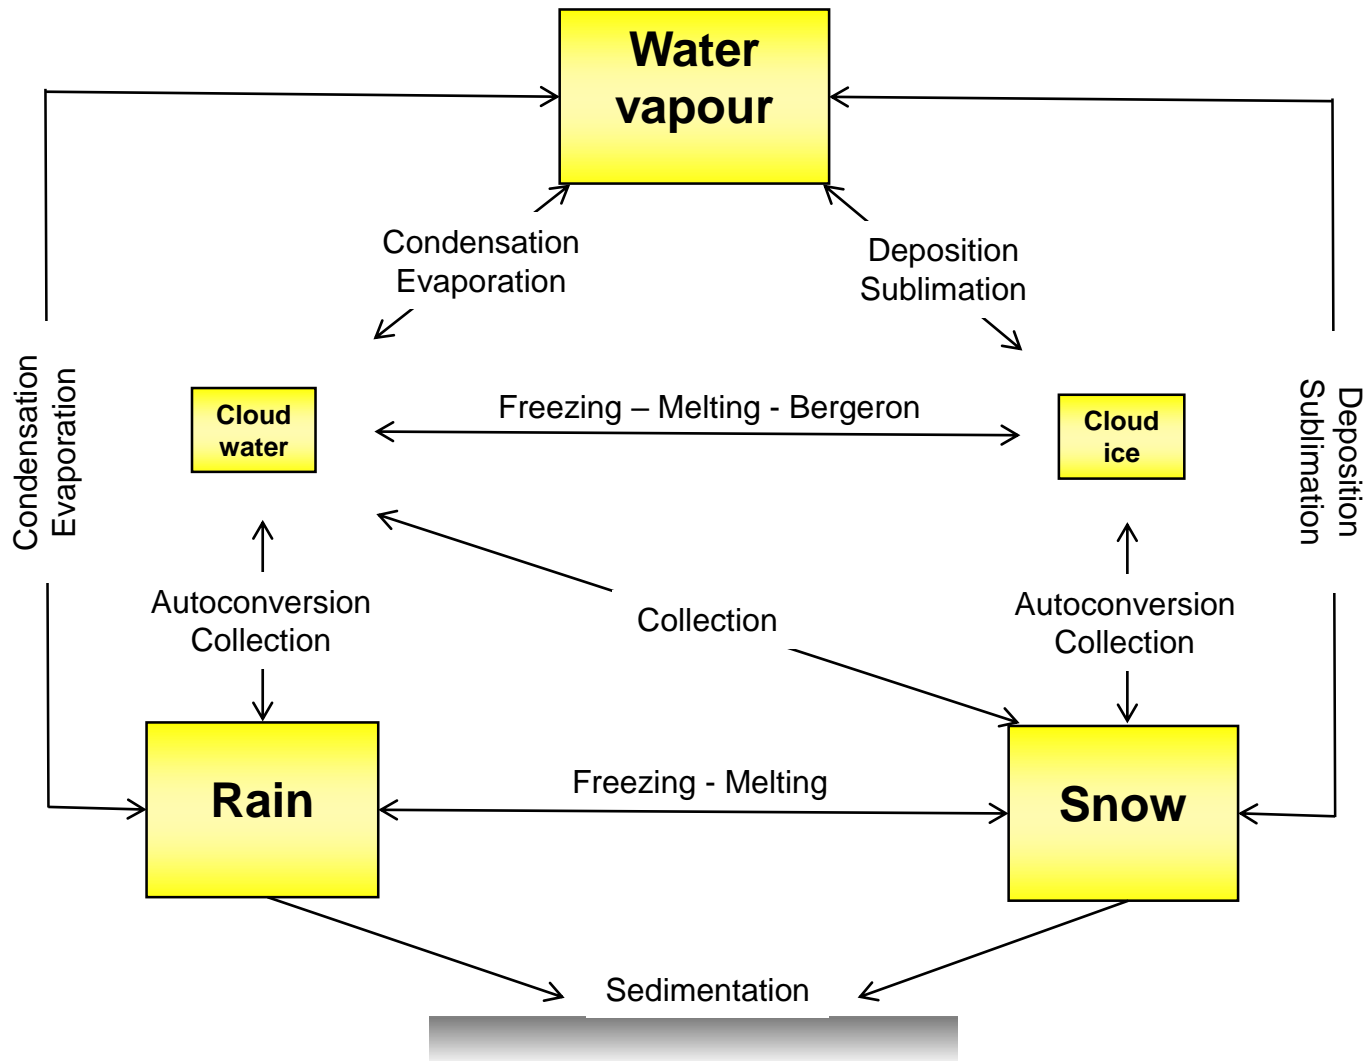 Water
vapour
Condensation
Evaporation
Deposition
Sublimation
Condensation
Evaporation
Cloud
water
Freezing – Melting - Bergeron
Cloud
ice
Deposition
Sublimation
Autoconversion
Collection
Collection
Autoconversion
Collection
Rain
Freezing - Melting
Snow
Sedimentation